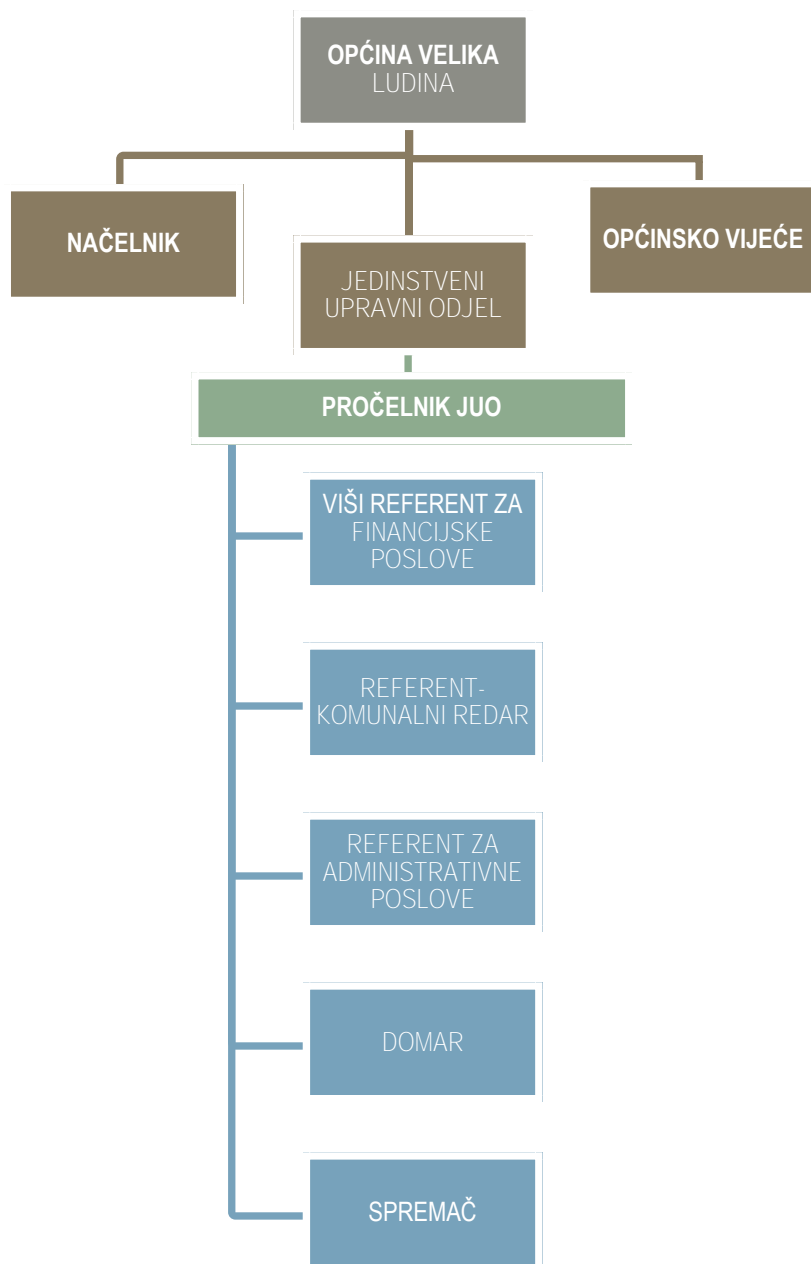 OPĆINA VELIKA
LUDINA
NAČELNIK
OPĆINSKO VIJEĆE
JEDINSTVENI
UPRAVNI ODJEL
PROČELNIK JUO
VIŠI REFERENT ZA
FINANCIJSKE
POSLOVE
REFERENT-
KOMUNALNI REDAR
REFERENT ZA
ADMINISTRATIVNE
POSLOVE
DOMAR
SPREMAČ